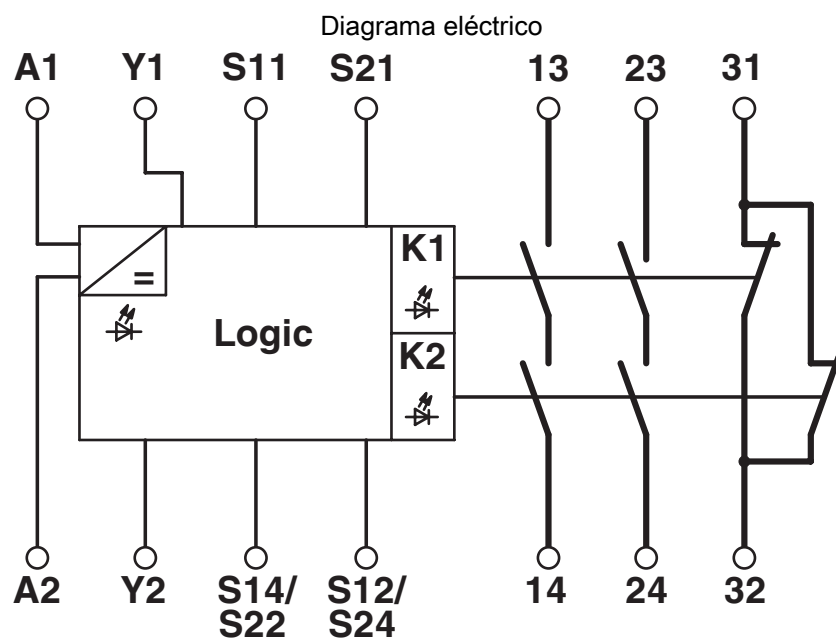 Diagrama eléctrico
A1 Y1 S11 S21 13 23 31
K1
=
Logic
K2
A2 Y2 S14/ S12/ 14 24 32
S22 S24